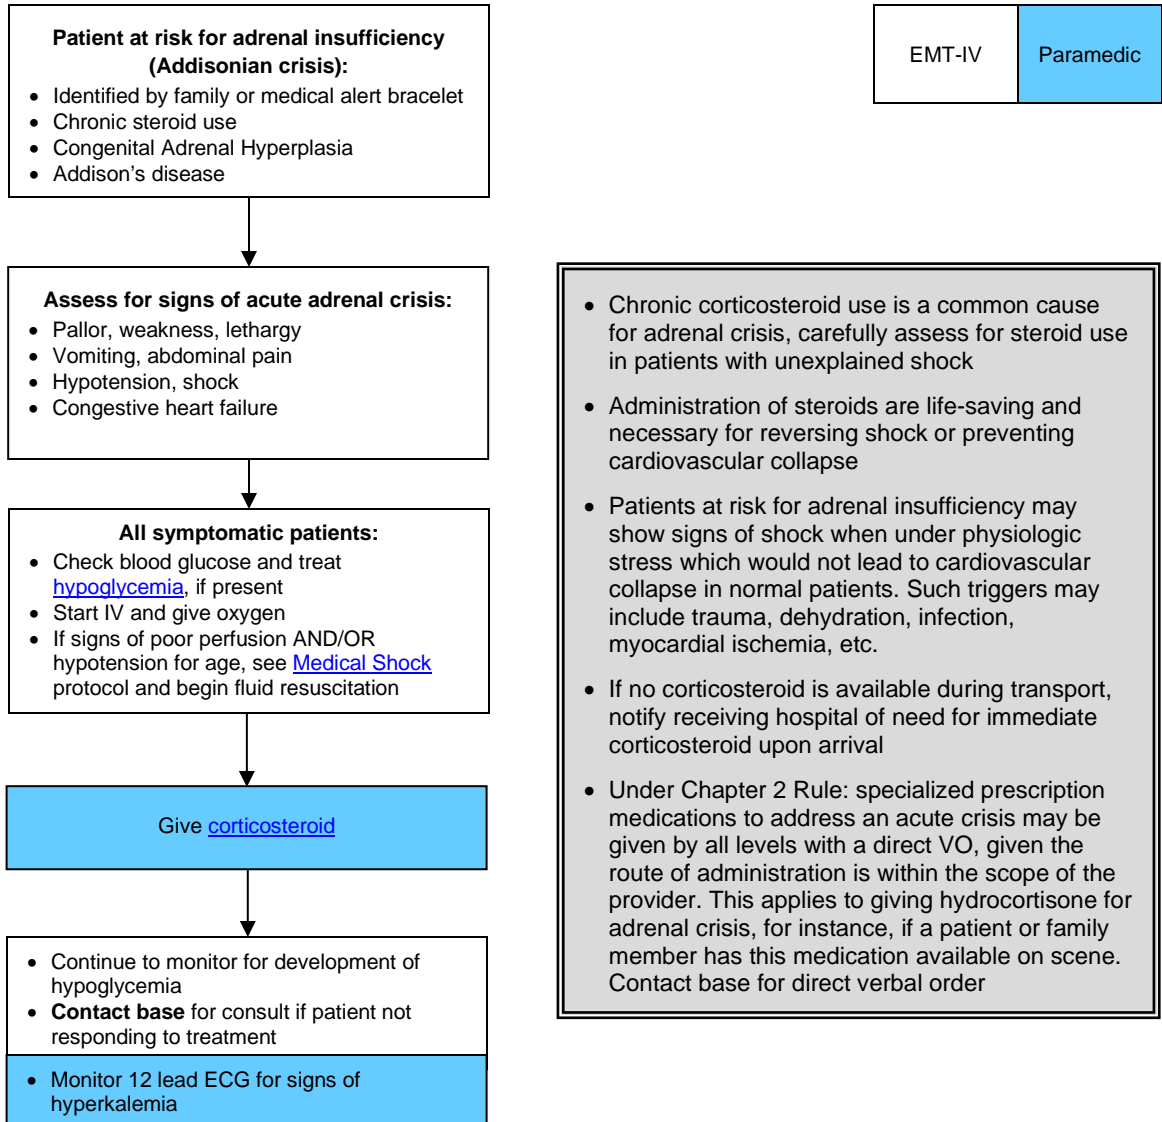 Patient at risk for adrenal insufficiency
(Addisonian crisis):
• Identified by family or medical alert bracelet
• Chronic steroid use
• Congenital Adrenal Hyperplasia
• Addison's disease
EMT-IV
Paramedic
Assess for signs of acute adrenal crisis:
• Pallor, weakness, lethargy
• Vomiting, abdominal pain
• Hypotension, shock
• Congestive heart failure
All symptomatic patients:
• Check blood glucose and treat
hypoglycemia, if present
• Start IV and give oxygen
• If signs of poor perfusion AND/OR
hypotension for age, see Medical Shock
protocol and begin fluid resuscitation
Give corticosteroid
• Continue to monitor for development of
hypoglycemia
• Contact base for consult if patient not
responding to treatment
• Monitor 12 lead ECG for signs of
hyperkalemia
• Chronic corticosteroid use is a common cause
for adrenal crisis, carefully assess for steroid use
in patients with unexplained shock
• Administration of steroids are life-saving and
necessary for reversing shock or preventing
cardiovascular collapse
• Patients at risk for adrenal insufficiency may
show signs of shock when under physiologic
stress which would not lead to cardiovascular
collapse in normal patients. Such triggers may
include trauma, dehydration, infection,
myocardial ischemia, etc.
• If no corticosteroid is available during transport,
notify receiving hospital of need for immediate
corticosteroid upon arrival
• Under Chapter 2 Rule: specialized prescription
medications to address an acute crisis may be
given by all levels with a direct VO, given the
route of administration is within the scope of the
provider. This applies to giving hydrocortisone for
adrenal crisis, for instance, if a patient or family
member has this medication available on scene.
Contact base for direct verbal order